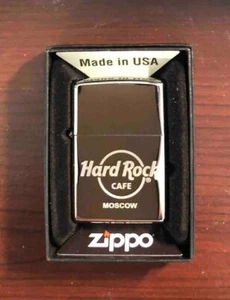 Made in USA
Hard Rock
®
CAFE
MOSCOW
zippo